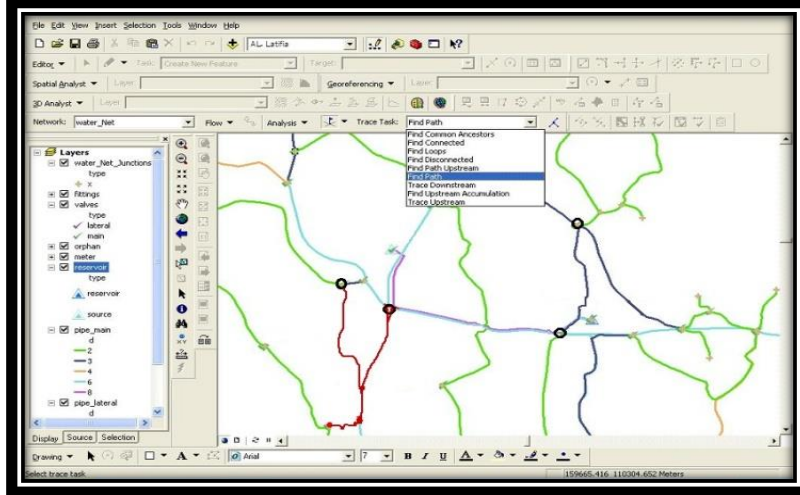 File Edit View Insert Selection Tools Window Help
AL- Latifia
Editor Task: Create New Feature Target:
Spatial Analyst Layer: Georeferencing Layer:
3D Analyst Layer:
Network: water_Net Flow Analysis Trace Task: Find Path
Find Common Ancestors
Find Connected
Find Loops
Find Disconnected
Find Path Upstream
Find Path
Trace Downstream
Find Upstream Accumulation
Trace Upstream
Layers
water_Net_Junctions
type
x
fittings
valves
type
lateral
main
orphan
meter
reservoir
type
reservoir
source
pipe_main
d
2
3
4
6
8
pipe_lateral
d
Display Source Selection
Drawing A Arial 7 B I U A
Select trace task 159665.416 110304.652 Meters